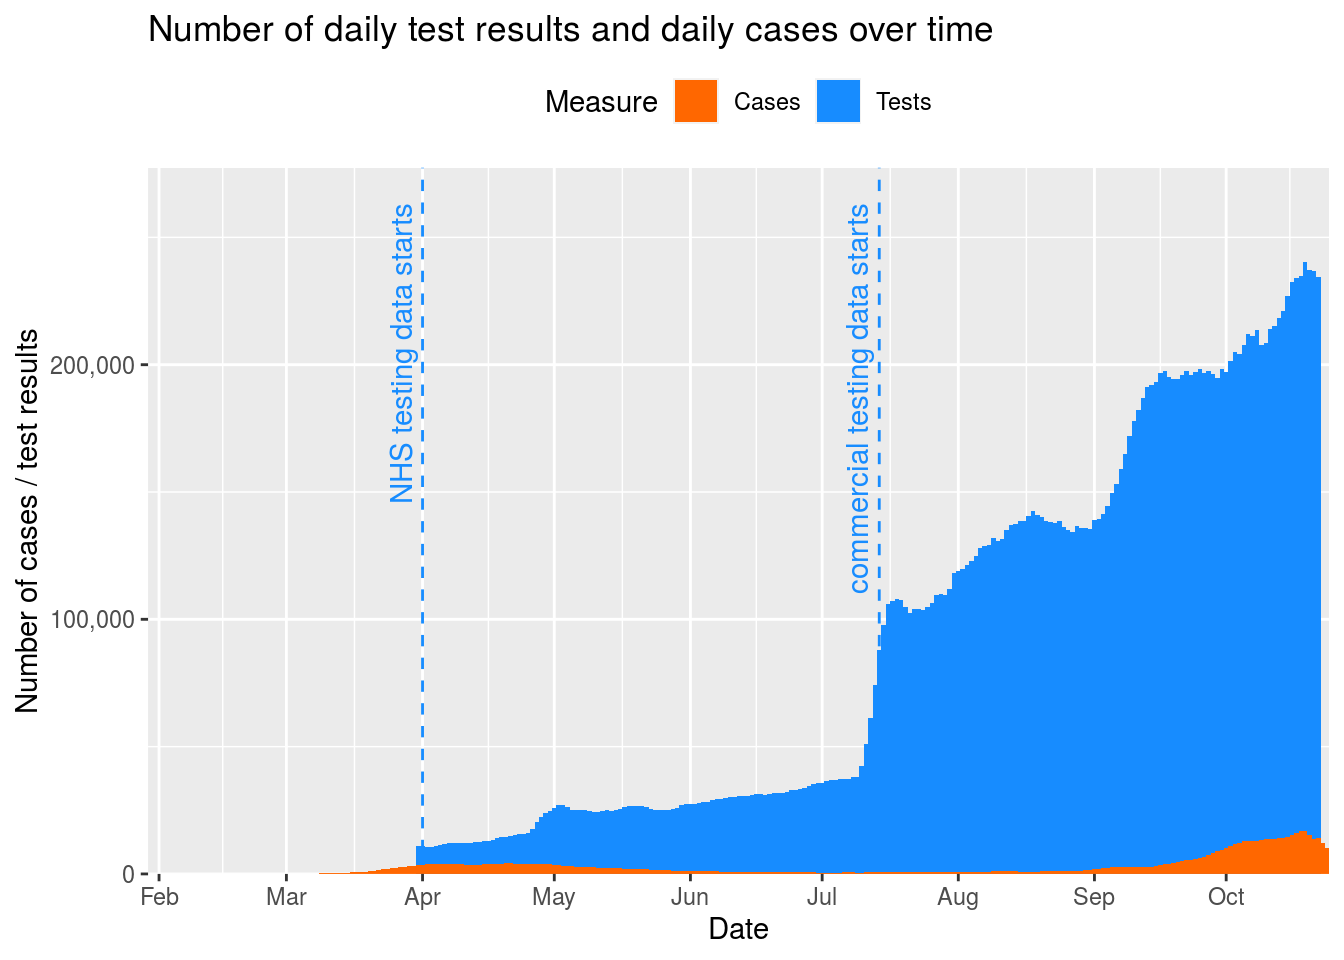 Number of daily test results and daily cases over time
Measure Cases Tests
Number of cases / test results
200,000
100,000
0
NHS testing data starts
commercial testing data starts
Feb Mar Apr May Jun Jul Aug Sep Oct
Date